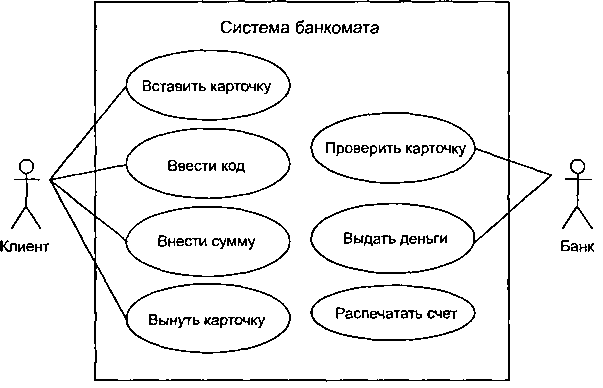 Система банкомата
Вставить карточку
Ввести код
Проверить карточку
Клиент
Внести сумму
Выдать деньги
Банк
Вынуть карточку
Распечатать счет